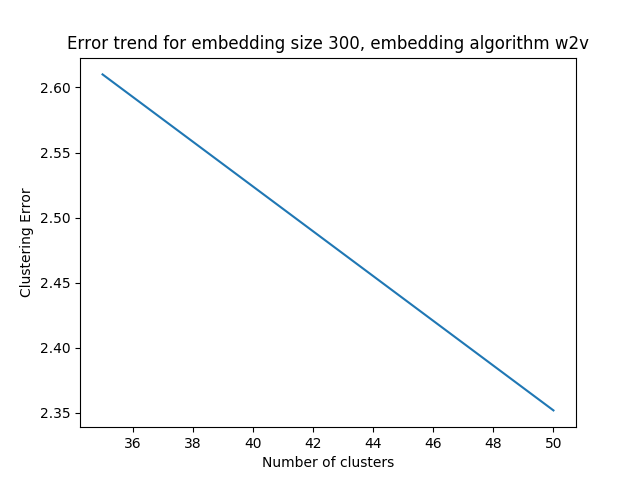 Error trend for embedding size 300, embedding algorithm w2v
2.60
2.55
2.50
2.45
2.40
2.35
Clustering Error
36 38 40 42 44 46 48 50
Number of clusters